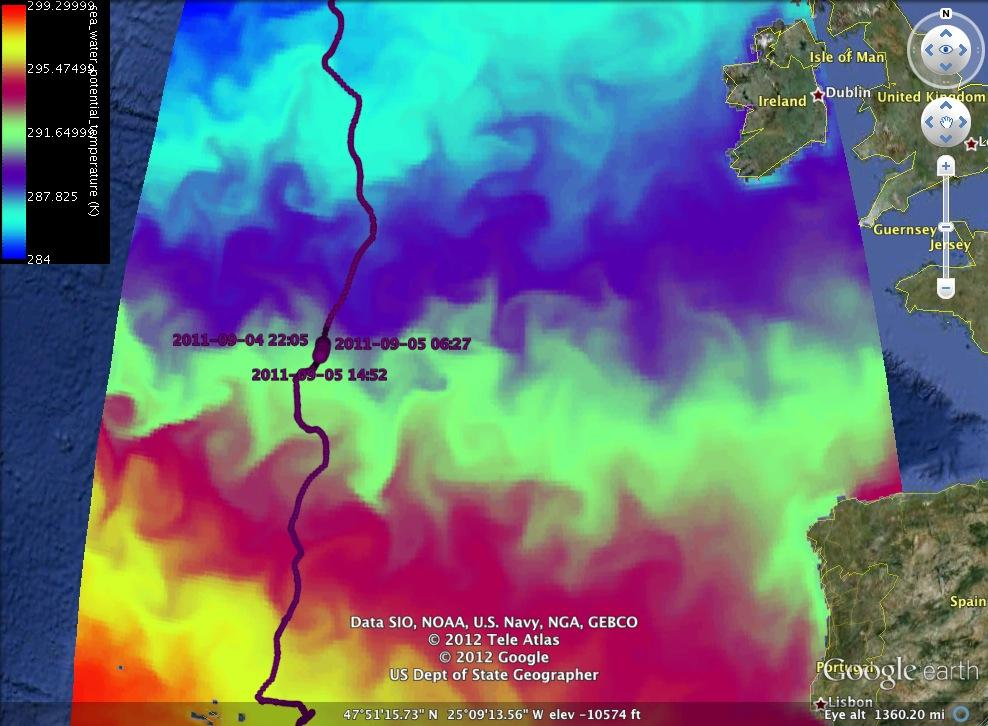 299.29999
295.47499
291.64999
287.825
284
sea_water_potential_temperature (K)
N
Isle of Man
Dublin
United Kingdom
Ireland
Guernsey
Jersey
2011-09-04 22:05
2011-09-05 06:27
2011-09-05 14:52
Spain
Data SIO, NOAA, U.S. Navy, NGA, GEBCO
© 2012 Tele Atlas
© 2012 Google
US Dept of State Geographer
Portugal
Google earth
Lisbon
47°51'15.73" N 25°09'13.56" W elev -10574 ft
Eye alt 1360.20 mi